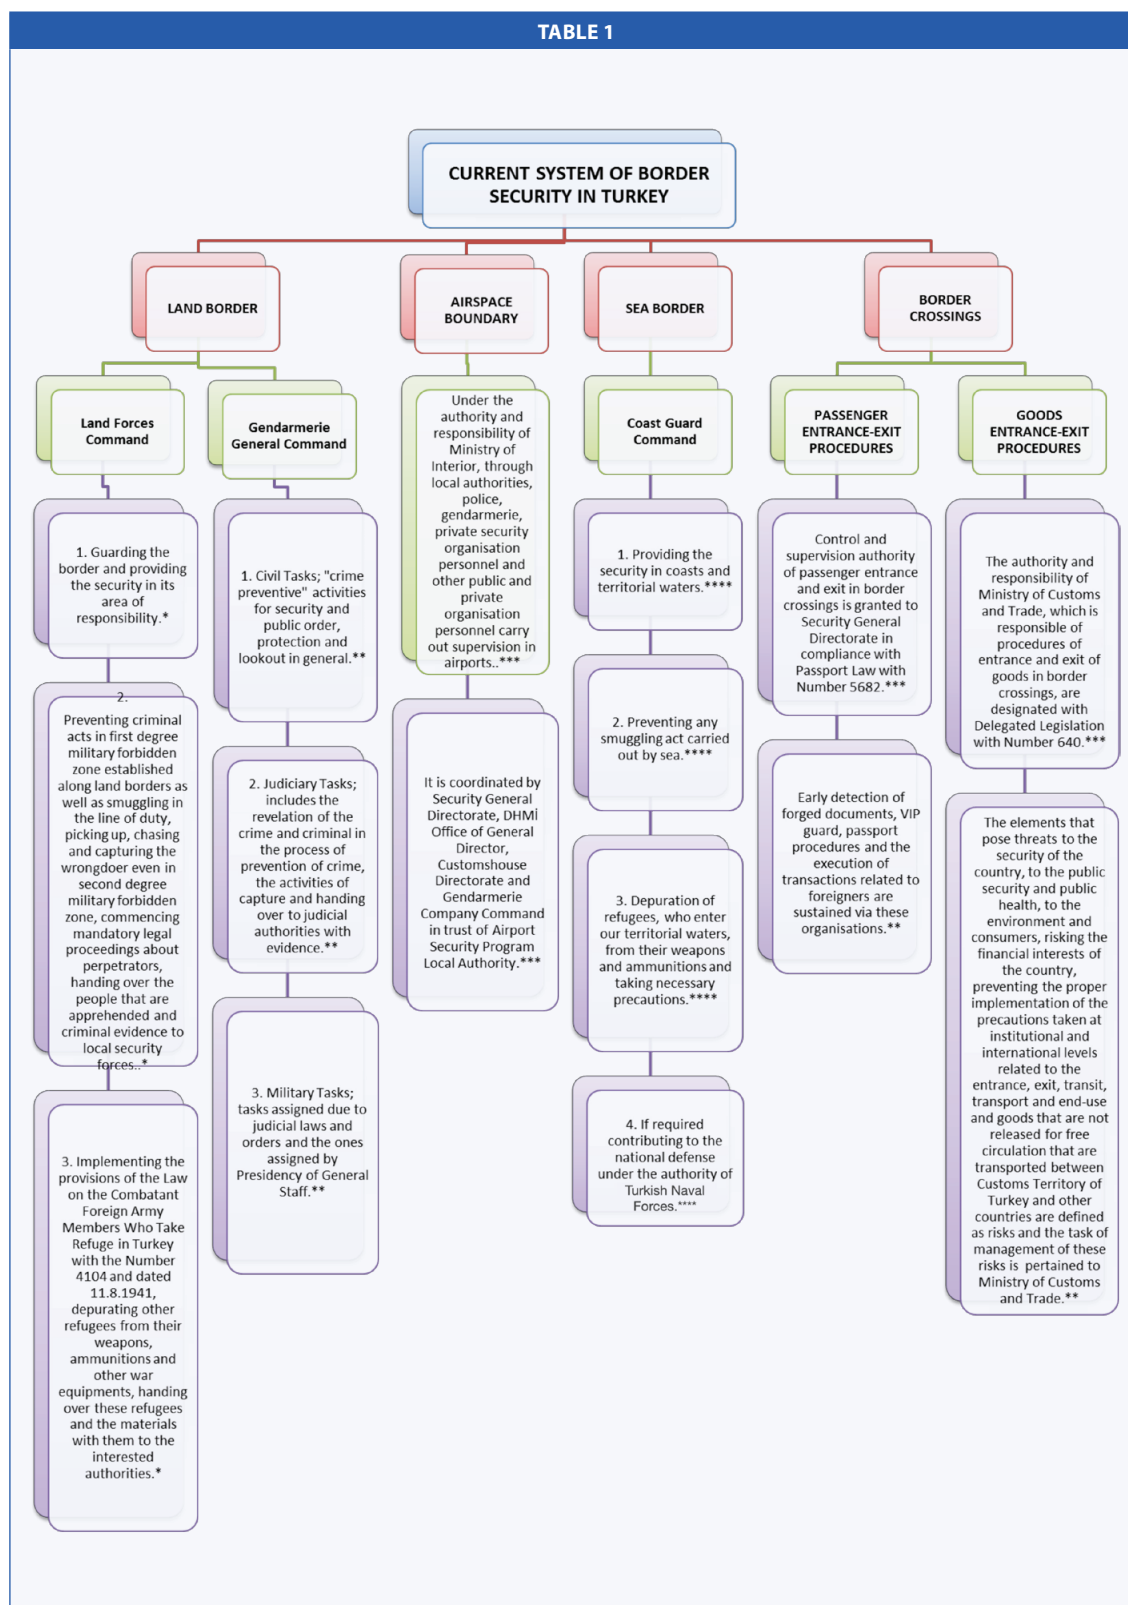 TABLE 1
CURRENT SYSTEM OF BORDER
SECURITY IN TURKEY
LAND BORDER
AIRSPACE
BOUNDARY
SEA BORDER
BORDER
CROSSINGS
Land Forces
Command
Gendarmerie
General Command
Under the
authority and
responsibility of
Ministry of
Interior, through
local authorities,
police,
gendarmerie,
private security
organisation
personnel and
other public and
private
organisation
personnel carry
out supervision in
airports..***
Coast Guard
Command
PASSENGER
ENTRANCE-EXIT
PROCEDURES
GOODS
ENTRANCE-EXIT
PROCEDURES
1. Guarding the
border and providing
the security in its
area of
responsibility.*
2.
Preventing criminal
acts in first degree
military forbidden
zone established
along land borders as
well as smuggling in
the line of duty,
picking up, chasing
and capturing the
wrongdoer even in
second degree
military forbidden
zone, commencing
mandatory legal
proceedings about
perpetrators,
handing over the
people that are
apprehended and
criminal evidence to
local security
forces..*
3. Implementing the
provisions of the Law
on the Combatant
Foreign Army
Members Who Take
Refuge in Turkey
with the Number
4104 and dated
11.8.1941,
depurating other
refugees from their
weapons,
ammunitions and
other war
equipments, handing
over these refugees
and the materials
with them to the
interested
authorities.*
1. Civil Tasks; "crime
preventive" activities
for security and
public order,
protection and
lookout in general.**
2. Judiciary Tasks;
includes the
revelation of the
crime and criminal in
the process of
prevention of crime,
the activities of
capture and handing
over to judicial
authorities with
evidence.**
3. Military Tasks;
tasks assigned due to
judicial laws and
orders and the ones
assigned by
Presidency of General
Staff.**
It is coordinated by
Security General
Directorate, DHMİ
Office of General
Director,
Customshouse
Directorate and
Gendarmerie
Company Command
in trust of Airport
Security Program
Local Authority.***
1. Providing the
security in coasts and
territorial waters.****
2. Preventing any
smuggling act carried
out by sea.****
3. Depuration of
refugees, who enter
our territorial waters,
from their weapons
and ammunitions and
taking necessary
precautions.****
4. If required
contributing to the
national defense
under the authority of
Turkish Naval
Forces.****
Control and
supervision authority
of passenger entrance
and exit in border
crossings is granted to
Security General
Directorate in
compliance with
Passport Law with
Number 5682.***
Early detection of
forged documents, VIP
guard, passport
procedures and the
execution of
transactions related to
foreigners are
sustained via these
organisations.**
The authority and
responsibility of
Ministry of Customs
and Trade, which is
responsible of
procedures of
entrance and exit of
goods in border
crossings, are
designated with
Delegated Legislation
with Number 640.***
The elements that
pose threats to the
security of the
country, to the public
security and public
health, to the
environment and
consumers, risking the
financial interests of
the country,
preventing the proper
implementation of the
precautions taken at
institutional and
international levels
related to the
entrance, exit, transit,
transport and end-use
and goods that are not
released for free
circulation that are
transported between
Customs Territory of
Turkey and other
countries are defined
as risks and the task of
management of these
risks is pertained to
Ministry of Customs
and Trade.**